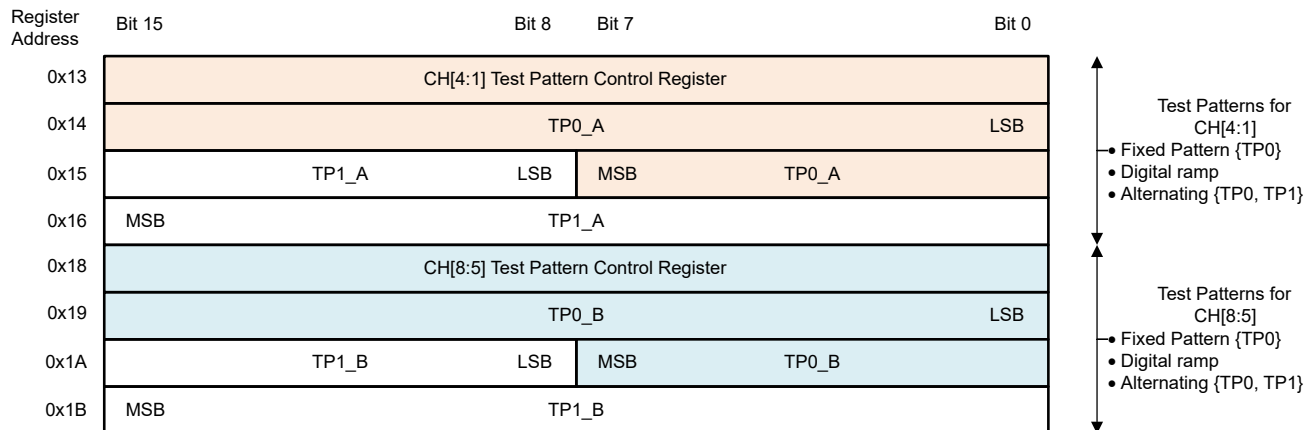 Register
Address
Bit 15 Bit 8 Bit 7 Bit 0
0x13 CH[4:1] Test Pattern Control Register
0x14 TP0_A LSB
0x15 TP1_A LSB MSB TP0_A
0x16 MSB TP1_A
Test Patterns for
CH[4:1]
• Fixed Pattern {TP0}
• Digital ramp
• Alternating {TP0, TP1}
0x18 CH[8:5] Test Pattern Control Register
0x19 TP0_B LSB
0x1A TP1_B LSB MSB TP0_B
0x1B MSB TP1_B
Test Patterns for
CH[8:5]
• Fixed Pattern {TP0}
• Digital ramp
• Alternating {TP0, TP1}